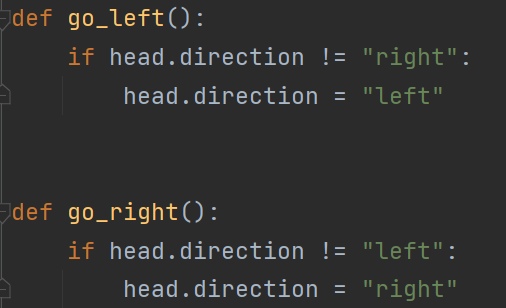 def go_left():
    if head.direction != "right":
        head.direction = "left"
def go_right():
    if head.direction != "left":
        head.direction = "right"